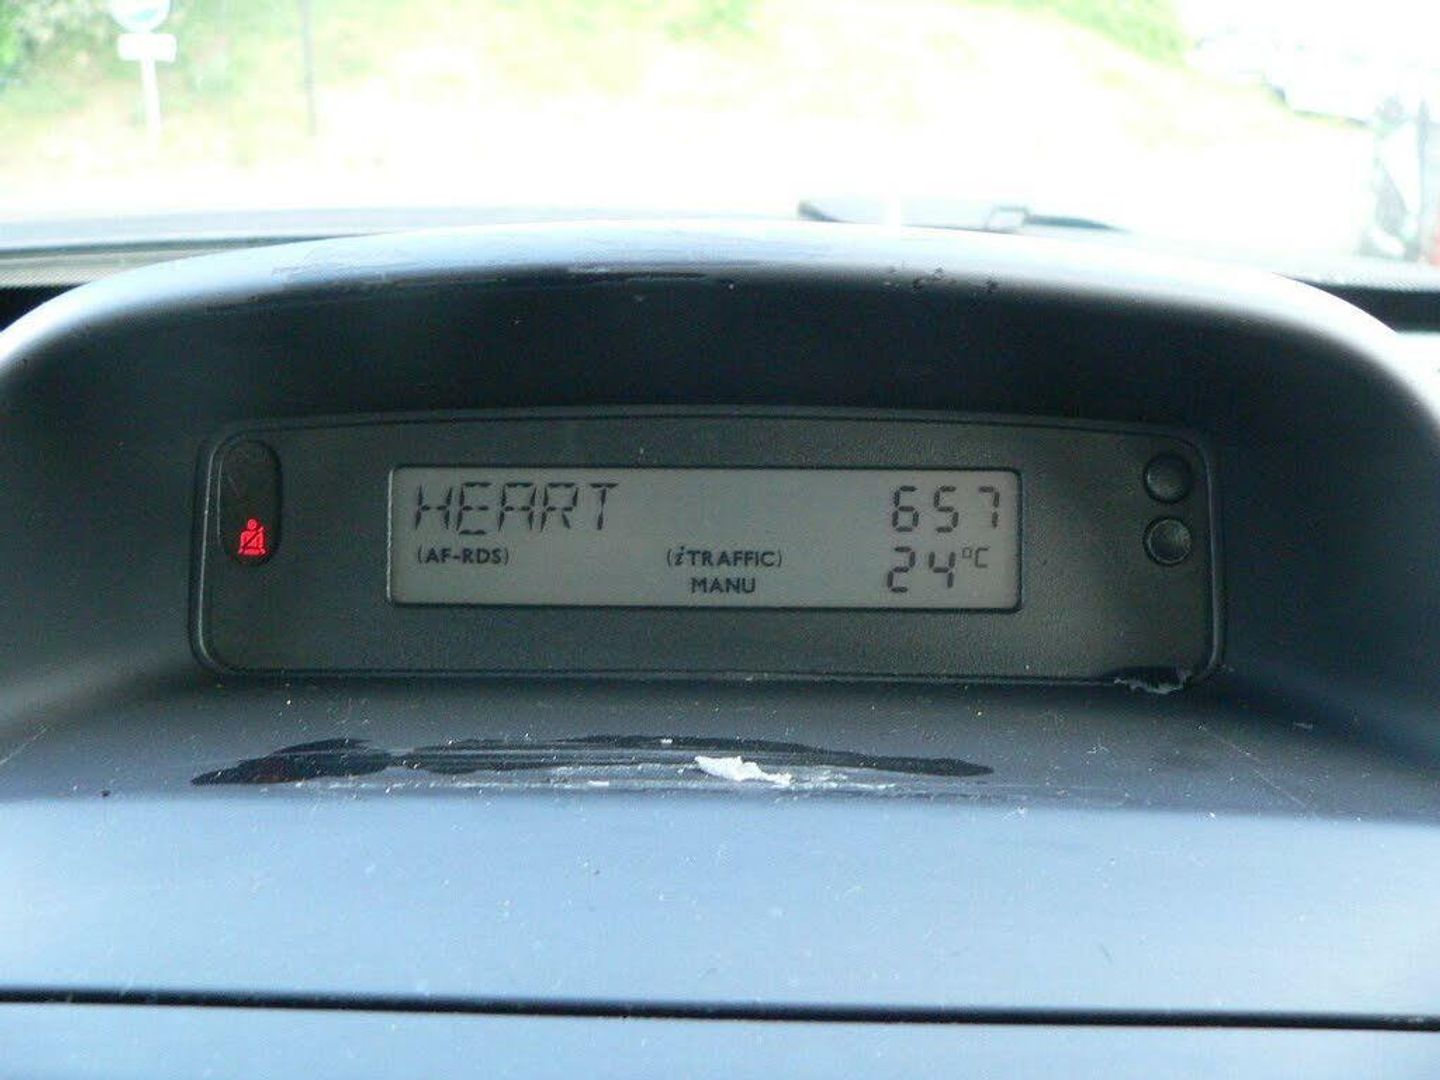 HEART 657
(AF-RDS) (iTRAFFIC) 24°C
MANU